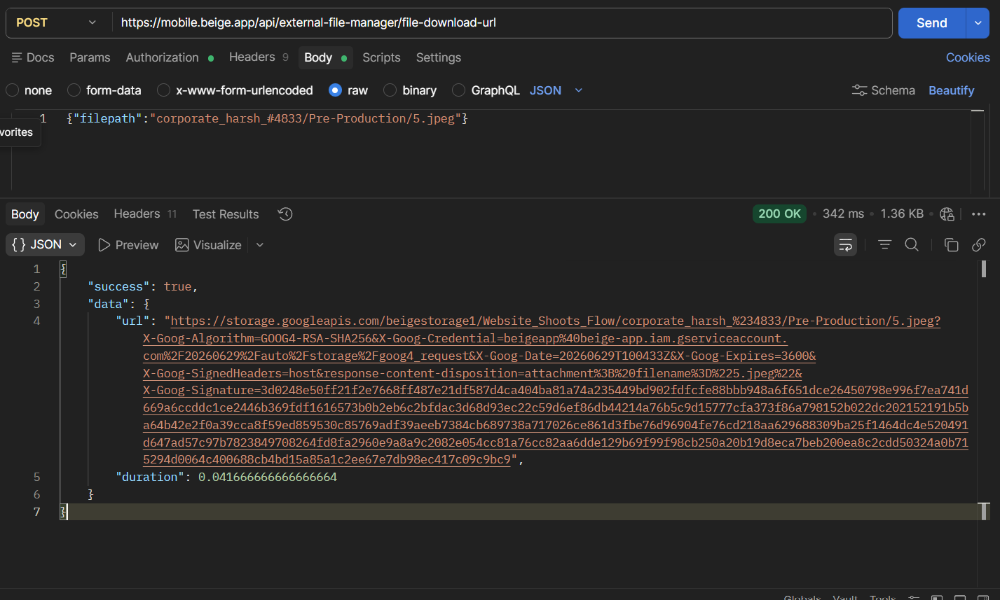 POST https://mobile.beige.app/api/external-file-manager/file-download-url Send
Docs Params Authorization Headers 9 Body Scripts Settings Cookies
none form-data x-www-form-urlencoded raw binary GraphQL JSON Schema Beautify
1 {"filepath":"corporate_harsh_#4833/Pre-Production/5.jpeg"}
vorites
Body Cookies Headers 11 Test Results 200 OK • 342 ms • 1.36 KB •
{} JSON Preview Visualize
1 {
2 "success": true,
3 "data": {
4 "url": "https://storage.googleapis.com/beigestorage1/Website_Shoots_Flow/corporate_harsh_%234833/Pre-Production/5.jpeg?
X-Goog-Algorithm=GOOG4-RSA-SHA256&X-Goog-Credential=beigeapp%40beige-app.iam.gserviceaccount.
com%2F20260629%2Fauto%2Fstorage%2Fgoog4_request&X-Goog-Date=20260629T100433Z&X-Goog-Expires=3600&
X-Goog-SignedHeaders=host&response-content-disposition=attachment%3B%20filename%3D%225.jpeg%22&
X-Goog-Signature=3d0248e50ff21f2e7668ff487e21df587d4ca404ba81a74a235449bd902fdfcfe88bbb948a6f651dce26450798e996f7ea741d
669a6ccddc1ce2446b369fdf1616573b0b2eb6c2bfdac3d68d93ec22c59d6ef86db44214a76b5c9d15777cfa373f86a798152b022dc202152191b5b
a64b42e2f0a39cca8f59ed859530c85769adf39aeeb7384cb689738a717026ce861d3fbe76d96904fe76cd218aa629688309ba25f1464dc4e520491
d647ad57c97b7823849708264fd8fa2960e9a8a9c2082e054cc81a76cc82aa6dde129b69f99f98cb250a20b19d8eca7beb200ea8c2cdd50324a0b71
5294d0064c400688cb4bd15a85a1c2ee67e7db98ec417c09c9bc9",
5 "duration": 0.041666666666666664
6 }
7 }
Globals Vault Tools